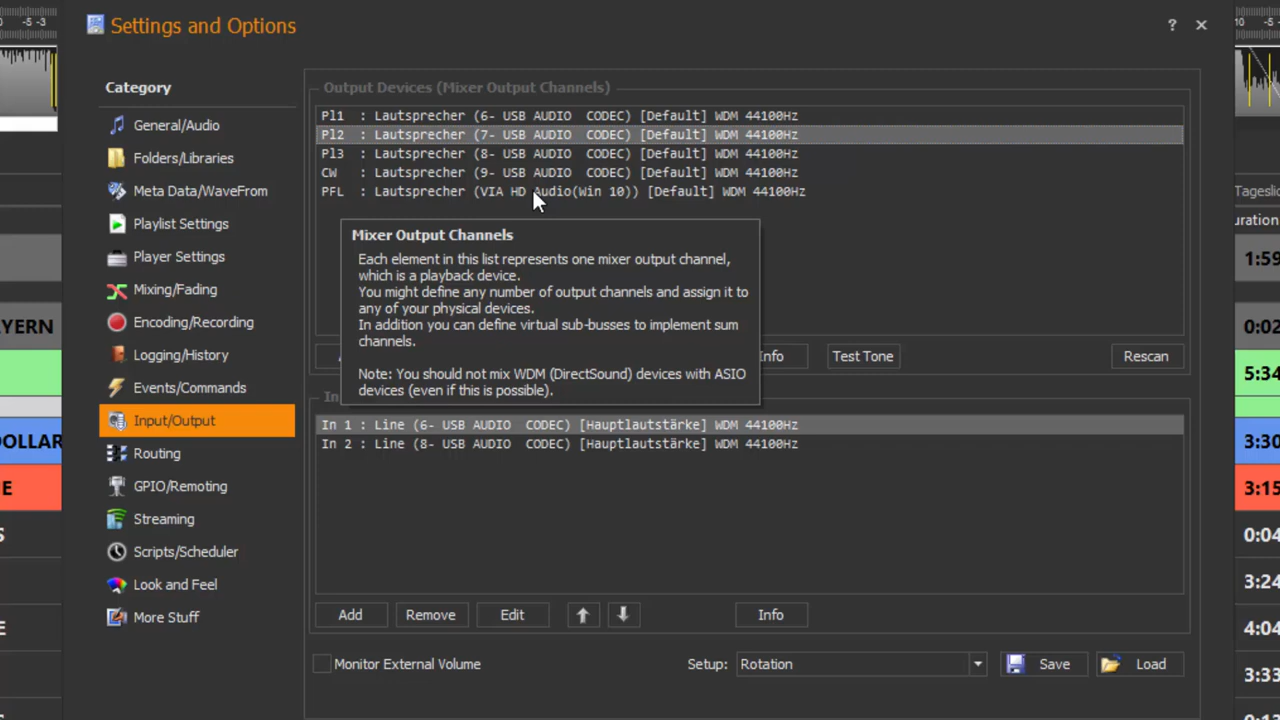 0 -5 -3
Settings and Options
?
10 -5
Category
General/Audio
Folders/Libraries
Meta Data/WaveFrom
Playlist Settings
Player Settings
Mixing/Fading
Encoding/Recording
Logging/History
Events/Commands
Input/Output
Routing
GPIO/Remoting
Streaming
Scripts/Scheduler
Look and Feel
More Stuff
Output Devices (Mixer Output Channels)
Pl1 : Lautsprecher (6- USB AUDIO CODEC) [Default] WDM 44100Hz
Pl2 : Lautsprecher (7- USB AUDIO CODEC) [Default] WDM 44100Hz
Pl3 : Lautsprecher (8- USB AUDIO CODEC) [Default] WDM 44100Hz
CW : Lautsprecher (9- USB AUDIO CODEC) [Default] WDM 44100Hz
PFL : Lautsprecher (VIA HD Audio(Win 10)) [Default] WDM 44100Hz
Mixer Output Channels
Each element in this list represents one mixer output channel,
which is a playback device.
You might define any number of output channels and assign it to
any of your physical devices.
In addition you can define virtual sub-busses to implement sum
channels.
Note: You should not mix WDM (DirectSound) devices with ASIO
devices (even if this is possible).
Info
Test Tone
Rescan
In
In 1 : Line (6- USB AUDIO CODEC) [Hauptlautstärke] WDM 44100Hz
In 2 : Line (8- USB AUDIO CODEC) [Hauptlautstärke] WDM 44100Hz
Add
Remove
Edit
Info
Monitor External Volume
Setup:
Rotation
Save
Load
YERN
DOLLAR
E
S
E
Tageslic
uration
1:59
0:02
5:34
3:30
3:15
0:04
3:24
4:04
3:33